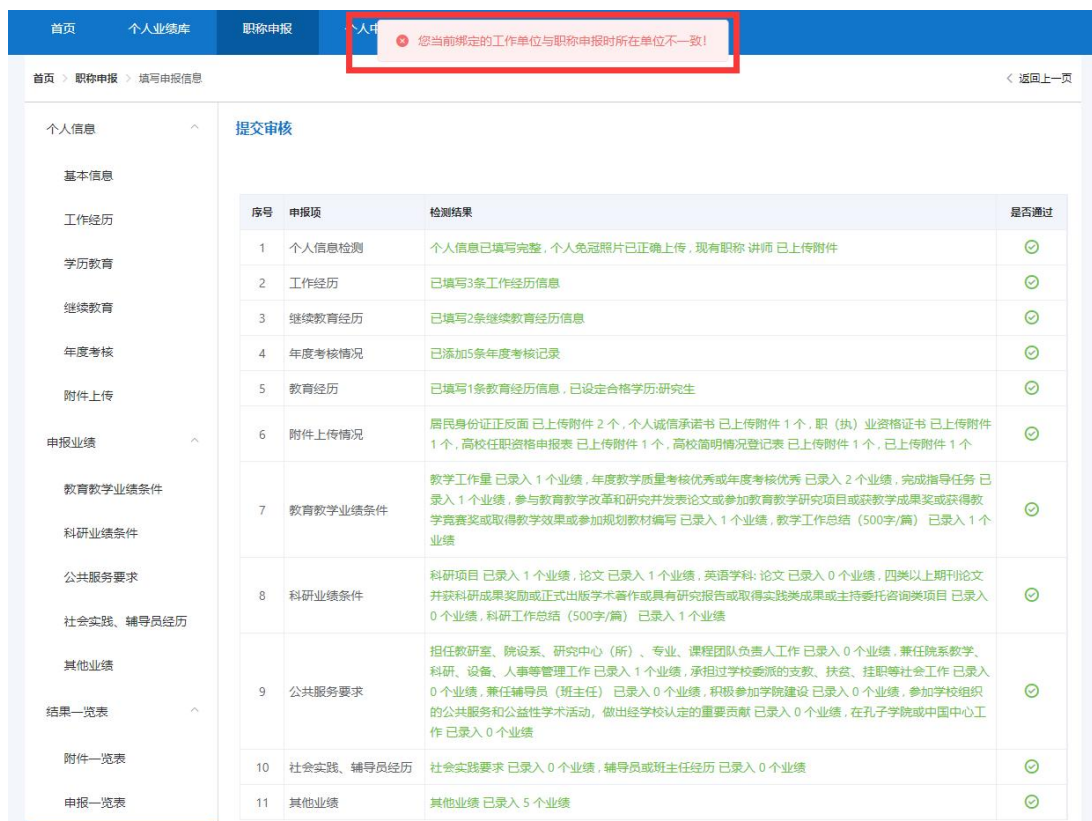 首页 个人业绩库 职称申报 个人中
您当前绑定的工作单位与职称申报时所在单位不一致！
首页 > 职称申报 > 填写申报信息
< 返回上一页
个人信息
基本信息
工作经历
学历教育
继续教育
年度考核
附件上传
申报业绩
教育教学业绩条件
科研业绩条件
公共服务要求
社会实践、辅导员经历
其他业绩
结果一览表
附件一览表
申报一览表
提交审核
序号 申报项 检测结果 是否通过
1 个人信息检测 个人信息已填写完整 , 个人免冠照片已正确上传 , 现有职称 讲师 已上传附件
2 工作经历 已填写3条工作经历信息
3 继续教育经历 已填写2条继续教育经历信息
4 年度考核情况 已添加5条年度考核记录
5 教育经历 已填写1条教育经历信息 , 已设定合格学历:研究生
6 附件上传情况 居民身份证正反面 已上传附件 2 个 , 个人诚信承诺书 已上传附件 1 个 , 职（执）业资格证书 已上传附件
1 个 , 高校任职资格申报表 已上传附件 1 个 , 高校简明情况登记表 已上传附件 1 个 , 已上传附件 1 个
7 教育教学业绩条件 教学工作量 已录入 1 个业绩 , 年度教学质量考核优秀或年度考核优秀 已录入 2 个业绩 , 完成指导任务 已
录入 1 个业绩 , 参与教育教学改革和研究并发表论文或参加教育教学研究项目或获教学成果奖或获得教
学竞赛奖或取得教学效果或参加规划教材编写 已录入 1 个业绩 , 教学工作总结（500字/篇） 已录入 1 个
业绩
8 科研业绩条件 科研项目 已录入 1 个业绩 , 论文 已录入 1 个业绩 , 英语学科: 论文 已录入 0 个业绩 , 四类以上期刊论文
并获科研成果奖励或正式出版学术著作或具有研究报告或取得实践类成果或主持委托咨询类项目 已录入
0 个业绩 , 科研工作总结（500字/篇） 已录入 1 个业绩
9 公共服务要求 担任教研室、院设系、研究中心（所）、专业、课程团队负责人工作 已录入 0 个业绩 , 兼任院系教学、
科研、设备、人事等管理工作 已录入 1 个业绩 , 承担过学校委派的支教、扶贫、挂职等社会工作 已录入
0 个业绩 , 兼任辅导员（班主任） 已录入 0 个业绩 , 积极参加学院建设 已录入 0 个业绩 , 参加学校组织
的公共服务和公益性学术活动，做出经学校认定的重要贡献 已录入 0 个业绩 , 在孔子学院或中国中心工
作 已录入 0 个业绩
10 社会实践、辅导员经历 社会实践要求 已录入 0 个业绩 , 辅导员或班主任经历 已录入 0 个业绩
11 其他业绩 其他业绩 已录入 5 个业绩